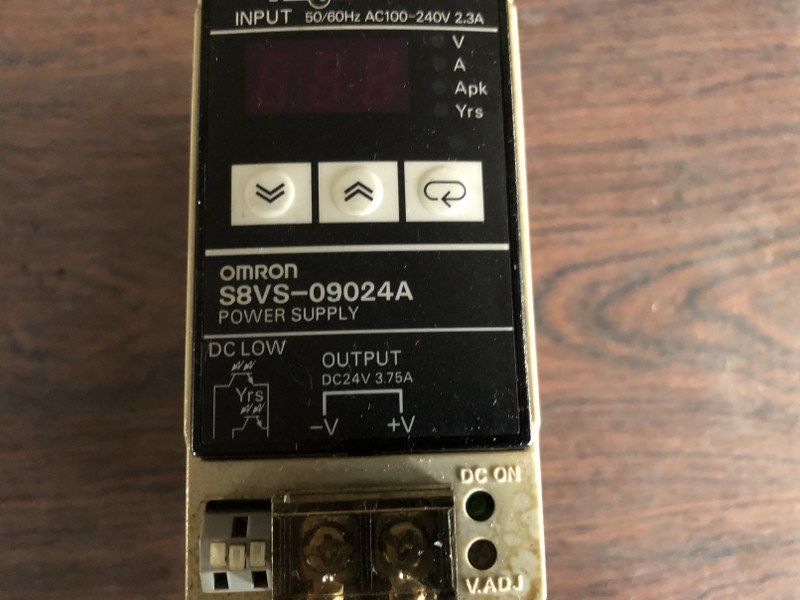 INPUT 50/60Hz AC100-240V 2.3A
V
A
Apk
Yrs
omron
S8VS-09024A
POWER SUPPLY
DC LOW
Yrs
OUTPUT
DC24V 3.75A
-V +V
DC ON
V.ADJ